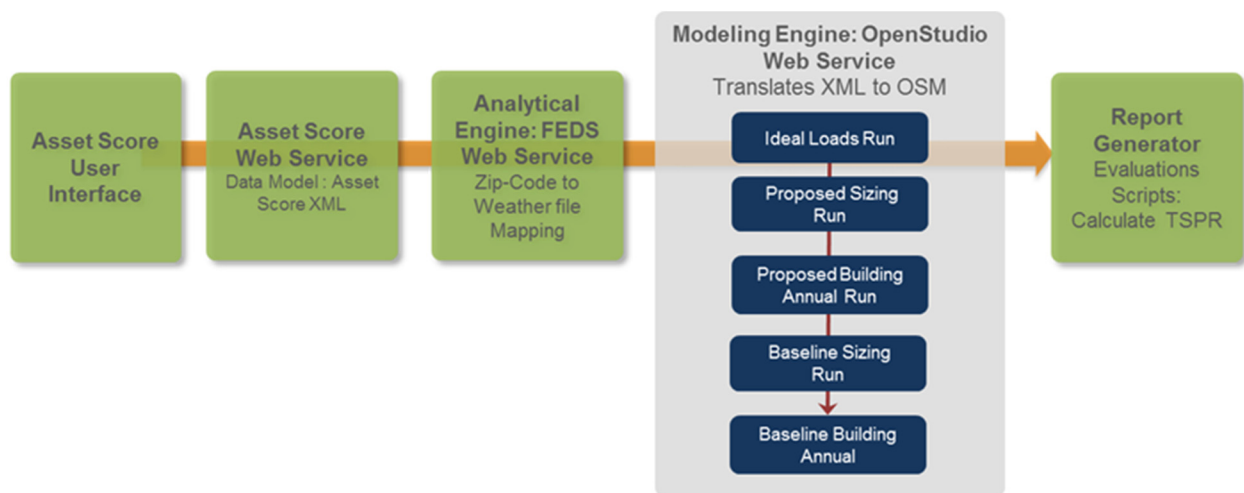 Asset Score
User
Interface
Asset Score
Web Service
Data Model : Asset
Score XML
Analytical
Engine: FEDS
Web Service
Zip-Code to
Weather file
Mapping
Modeling Engine: OpenStudio
Web Service
Translates XML to OSM
Ideal Loads Run
Proposed Sizing
Run
Proposed Building
Annual Run
Baseline Sizing
Run
Baseline Building
Annual
Report
Generator
Evaluations
Scripts:
Calculate TSPR